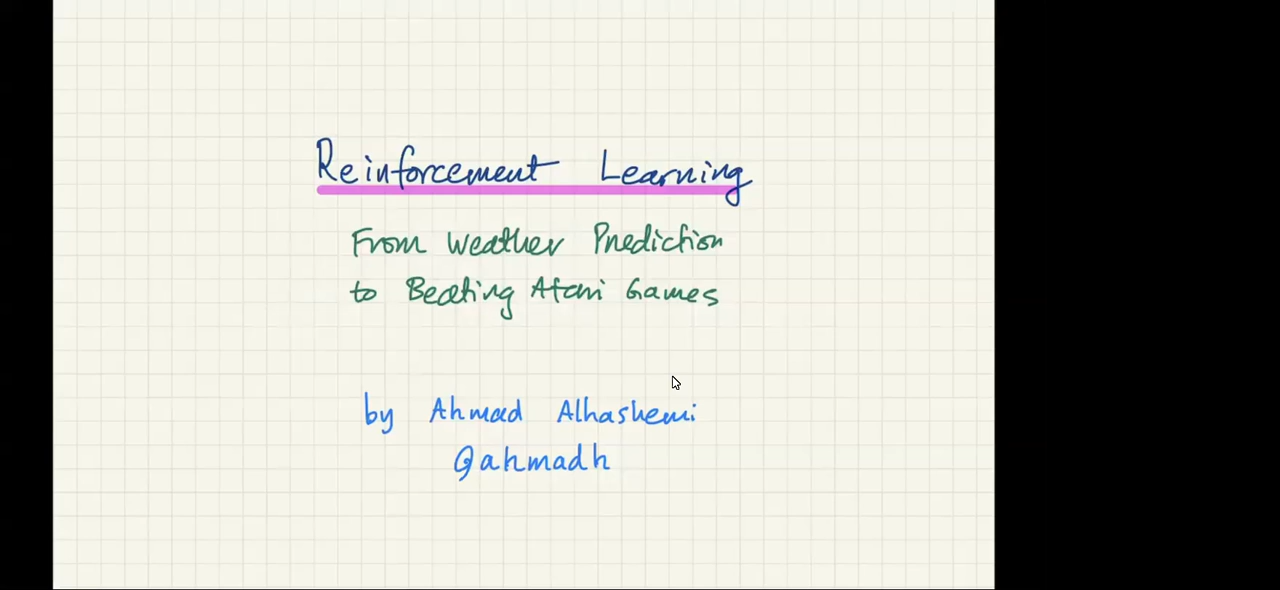 Reinforcement Learning
From Weather Prediction
to Beating Atari Games
by Ahmad Alhashemi
@ahmadh